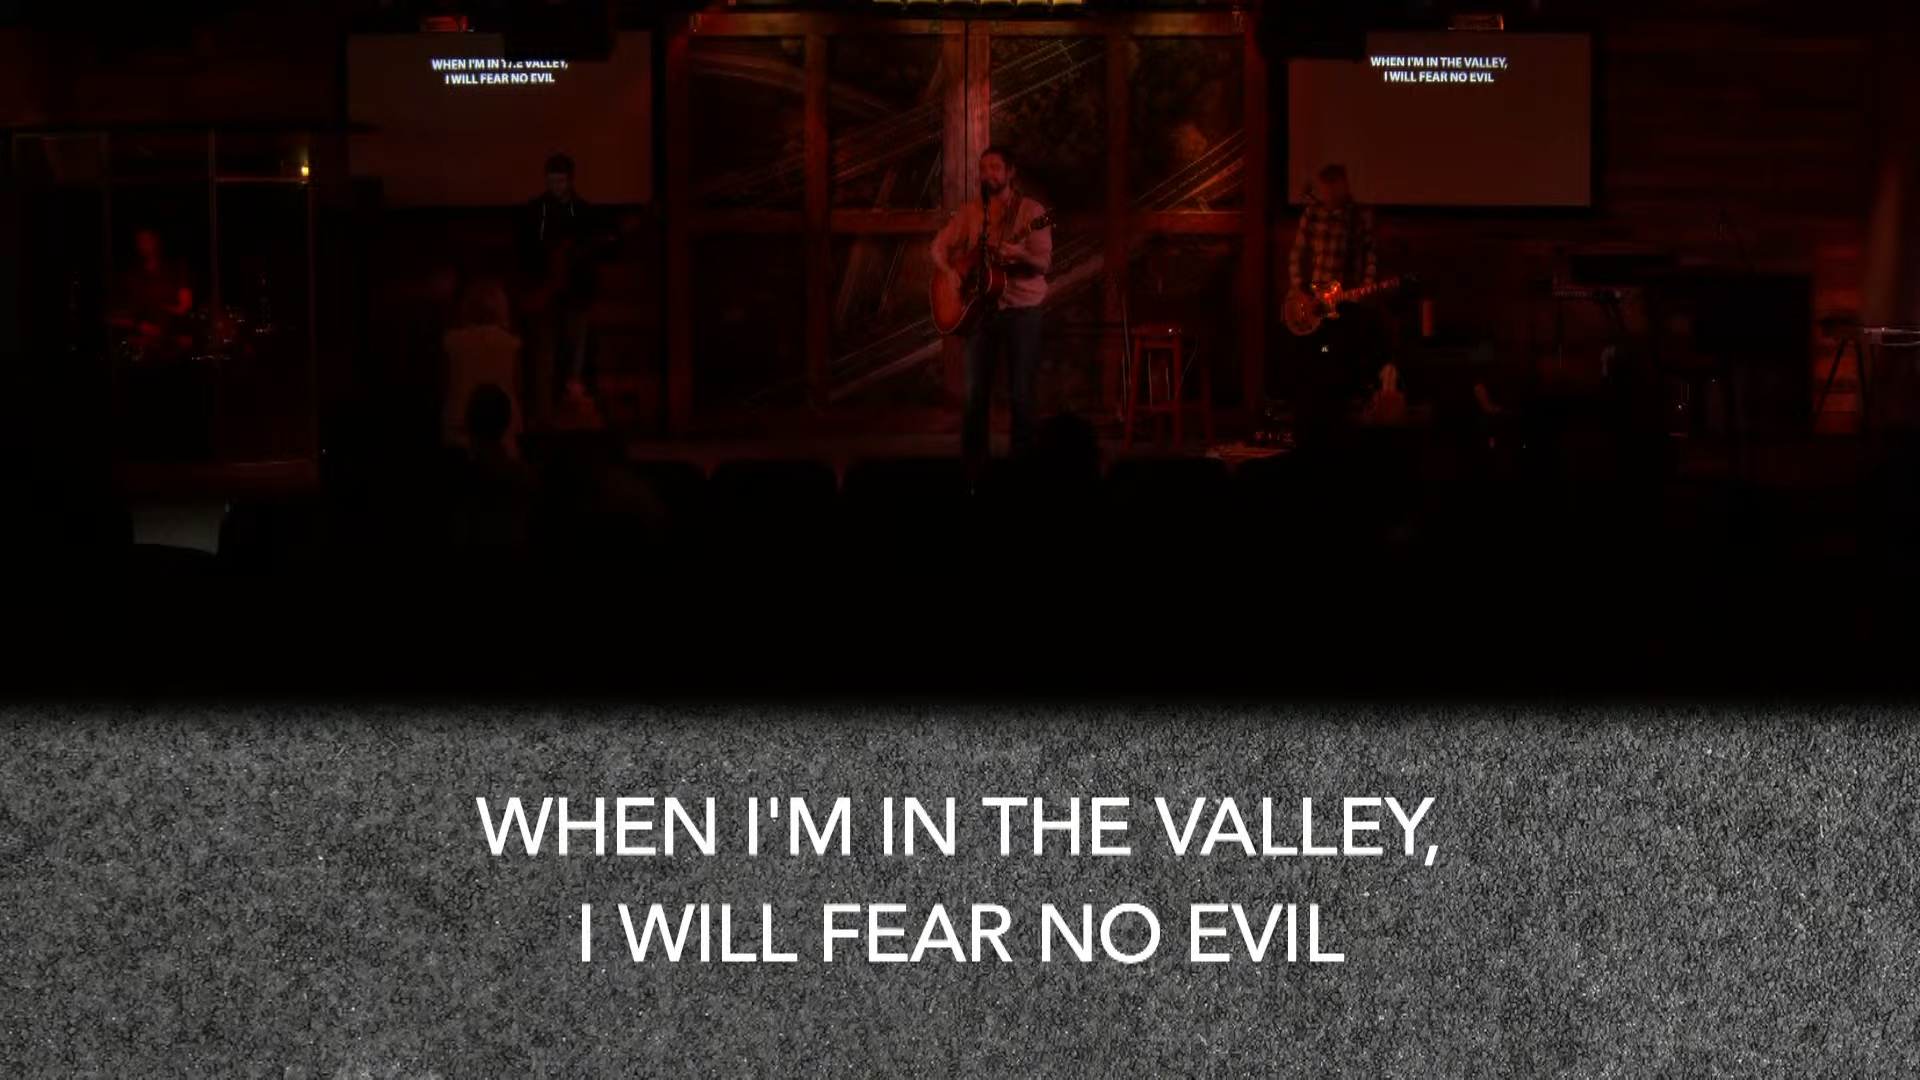 WHEN I'M IN THE VALLEY,
I WILL FEAR NO EVIL
WHEN I'M IN THE VALLEY,
I WILL FEAR NO EVIL
WHEN I'M IN THE VALLEY,
I WILL FEAR NO EVIL